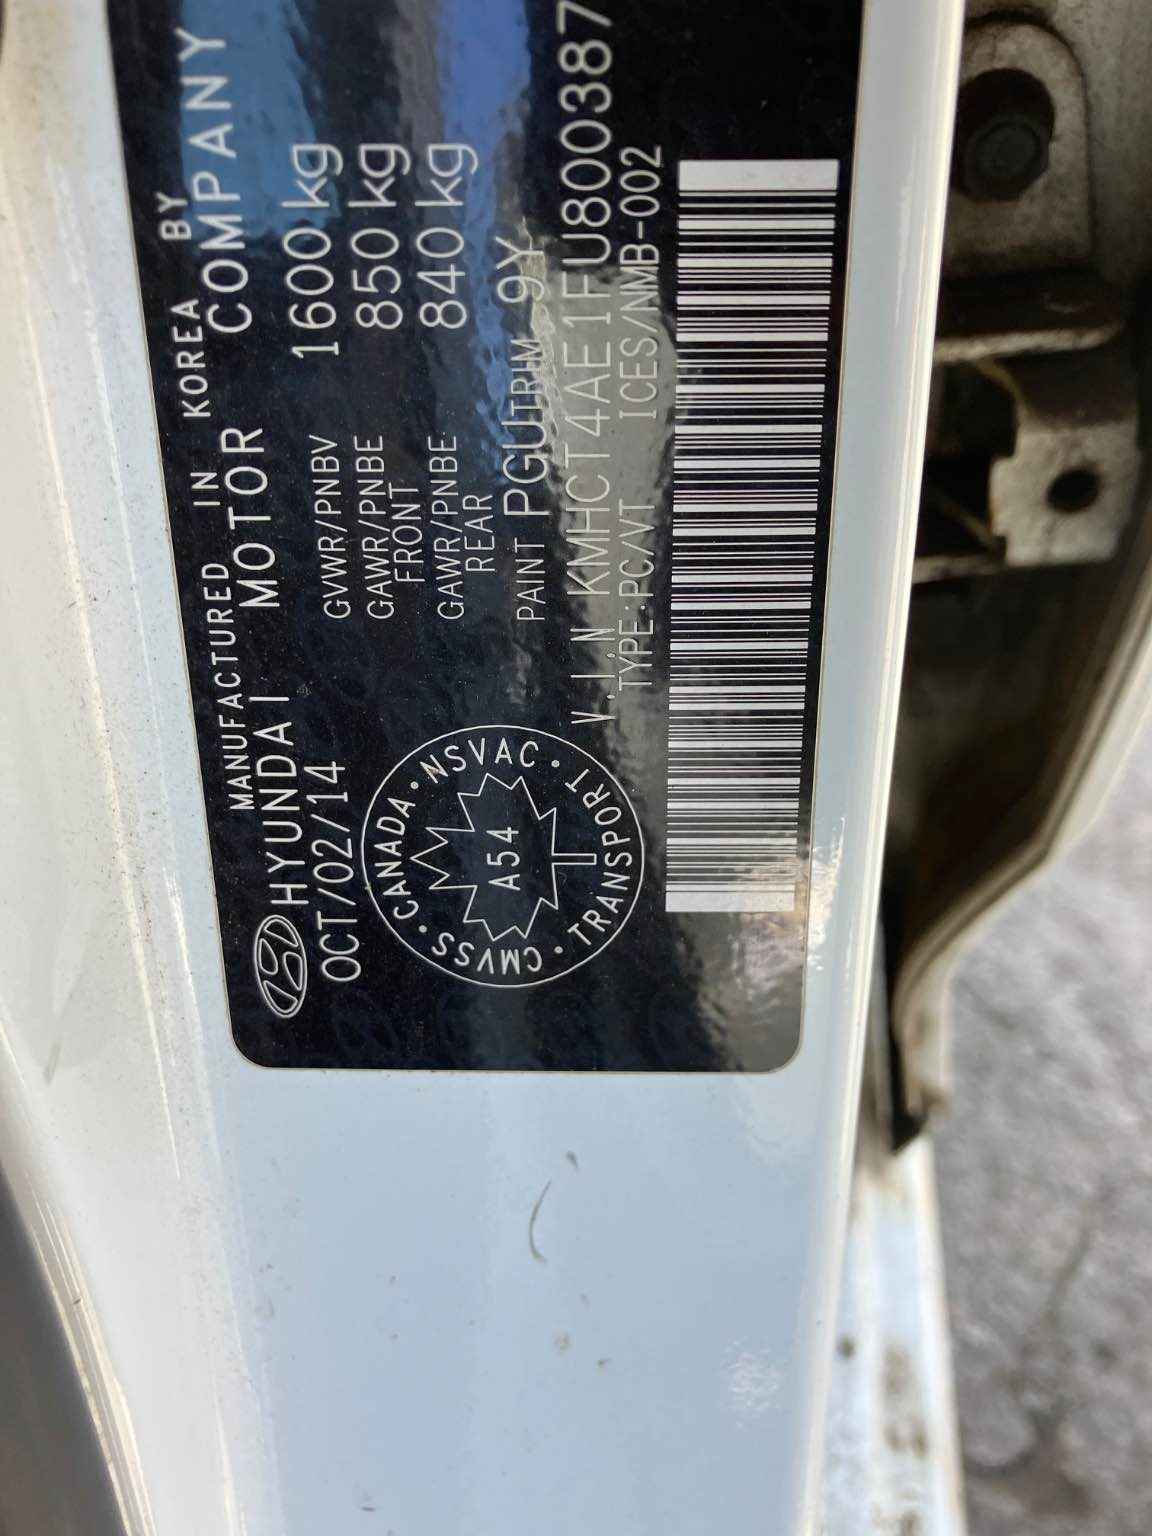 MANUFACTURED IN KOREA BY
HYUNDAI MOTOR COMPANY
OCT/02/14
GVWR/PNBV 1600 kg
GAWR/PNBE 850 kg
FRONT
GAWR/PNBE 840 kg
REAR
PAINT PGU TRIM 9Y
V.I.N KMHCT4AE1FU800387
TYPE:PC/VT ICES/NMB-002
CANADA · NSVAC · TRANSPORT · CMVSS ·
A54